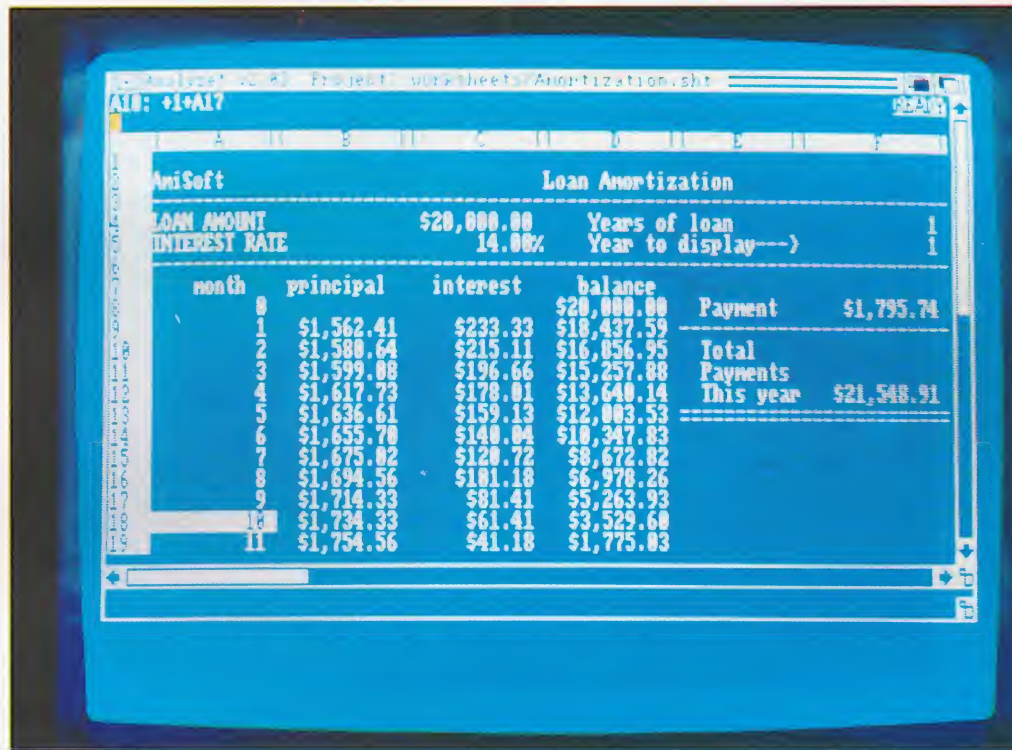 Project: worksheets/Amortization.sht
A18: +1+A17
READY
A B C D E F
AmiSoft Loan Amortization
LOAN AMOUNT $20,000.00 Years of loan 1
INTEREST RATE 14.00% Year to display---> 1
month principal interest balance
0 $20,000.00 Payment $1,795.74
1 $1,562.41 $233.33 $18,437.59
2 $1,580.64 $215.11 $16,856.95 Total
3 $1,599.08 $196.66 $15,257.88 Payments
4 $1,617.73 $178.01 $13,640.14 This year $21,548.91
5 $1,636.61 $159.13 $12,003.53
6 $1,655.70 $140.04 $10,347.83
7 $1,675.02 $120.72 $8,672.82
8 $1,694.56 $101.18 $6,978.26
9 $1,714.33 $81.41 $5,263.93
10 $1,734.33 $61.41 $3,529.60
11 $1,754.56 $41.18 $1,775.03